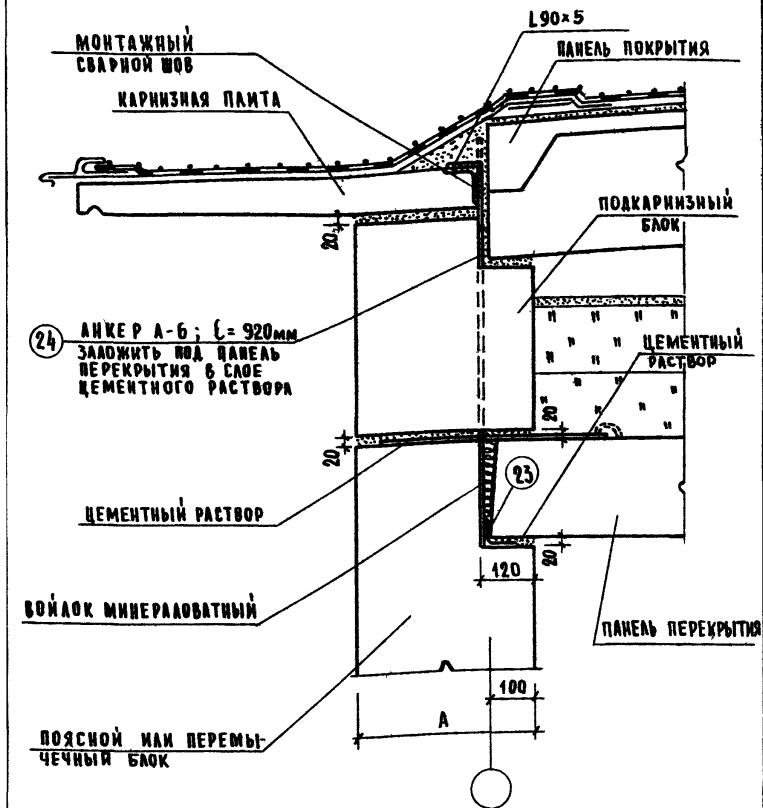 L90×5
МОНТАЖНЫЙ
СВАРНОЙ ШОВ
ПАНЕЛЬ ПОКРЫТИЯ
КАРНИЗНАЯ ПЛИТА
ПОДКАРНИЗНЫЙ
БЛОК
20
24
АНКЕР А-6; ℓ= 920мм
ЗАЛОЖИТЬ ПОД ПАНЕЛЬ
ПЕРЕКРЫТИЯ В СЛОЕ
ЦЕМЕНТНОГО РАСТВОРА
ЦЕМЕНТНЫЙ
РАСТВОР
20
20
23
ЦЕМЕНТНЫЙ РАСТВОР
20
120
ВОЙЛОК МИНЕРАЛОВАТНЫЙ
ПАНЕЛЬ ПЕРЕКРЫТИЯ
100
А
ПОЯСНОЙ ИЛИ ПЕРЕМЫ-
ЧЕЧНЫЙ БЛОК